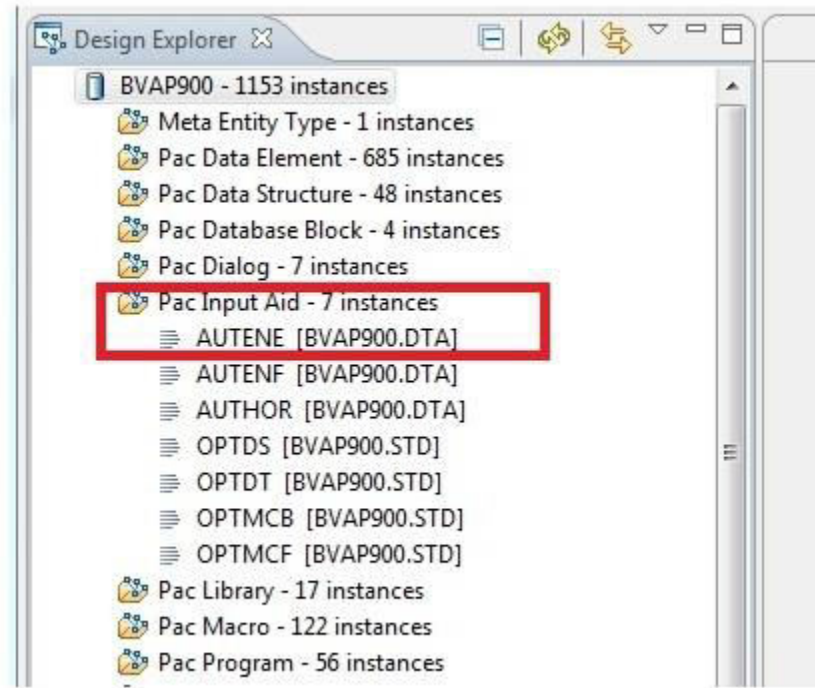 Design Explorer
BVAP900 - 1153 instances
Meta Entity Type - 1 instances
Pac Data Element - 685 instances
Pac Data Structure - 48 instances
Pac Database Block - 4 instances
Pac Dialog - 7 instances
Pac Input Aid - 7 instances
AUTENE [BVAP900.DTA]
AUTENF [BVAP900.DTA]
AUTHOR [BVAP900.DTA]
OPTDS [BVAP900.STD]
OPTDT [BVAP900.STD]
OPTMCB [BVAP900.STD]
OPTMCF [BVAP900.STD]
Pac Library - 17 instances
Pac Macro - 122 instances
Pac Program - 56 instances